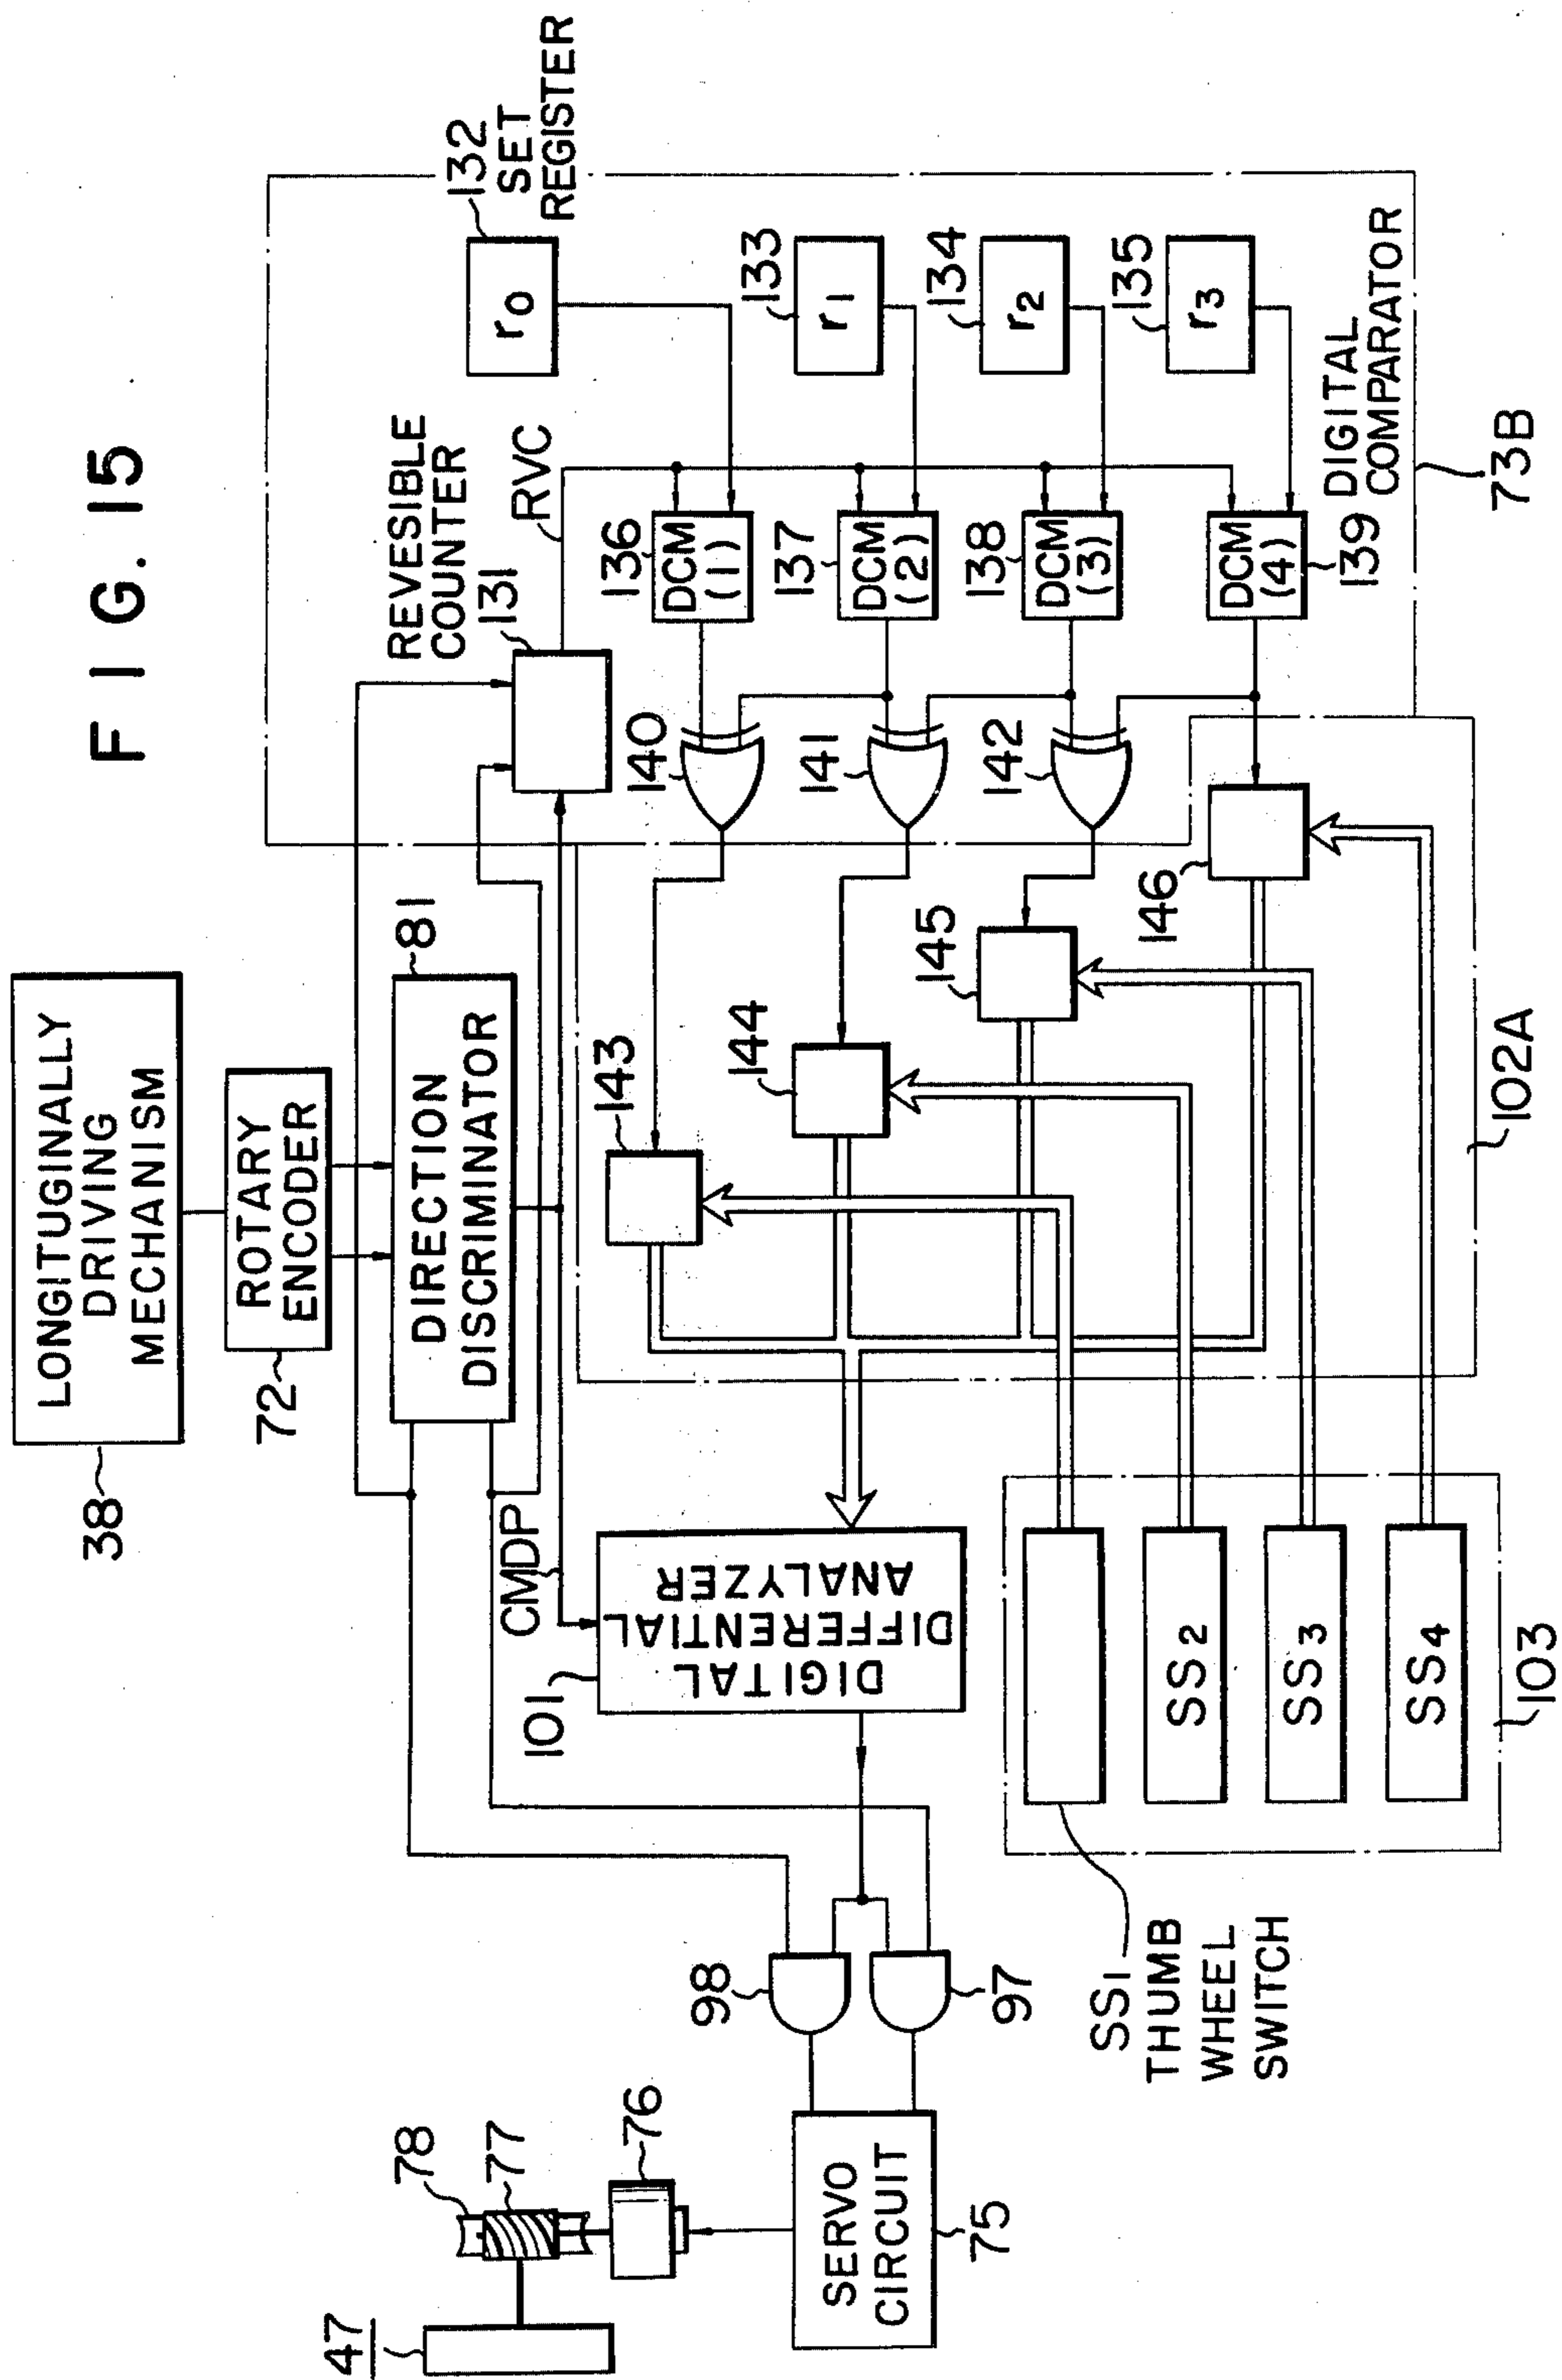 FIG. 15
38
LONGITUGINALLY
DRIVING
MECHANISM
72
ROTARY
ENCODER
DIRECTION
DISCRIMINATOR
81
REVESIBLE
COUNTER
131
RVC
132
SET
REGISTER
r0
133
r1
134
r2
135
r3
136
DCM
(1)
137
DCM
(2)
138
DCM
(3)
DCM
(4)
139
DIGITAL
COMPARATOR
73B
140
141
142
143
144
145
146
102A
CMDP
101
DIGITAL
DIFFERENTIAL
ANALYZER
SS1
THUMB
WHEEL
SWITCH
SS2
SS3
SS4
103
98
97
SERVO
CIRCUIT
75
76
77
78
47